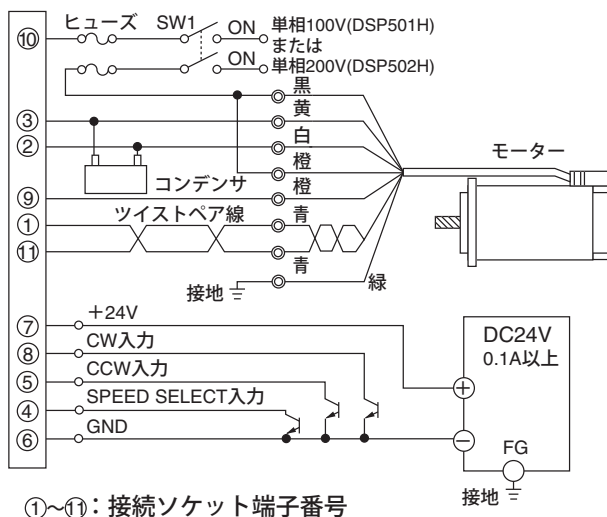 ヒューズ SW1 ON 単相100V(DSP501H)
⑩
または
ON 単相200V(DSP502H)
黒
③ 黄
② 白
モーター
橙
コンデンサ
⑨ 橙
① ツイストペア線 青
⑪ 青
接地 緑
⑦ +24V
DC24V
0.1A以上
⑧ CW入力
⑤ CCW入力
+
④ SPEED SELECT入力
⑥ GND
−
FG
接地
①~⑪:接続ソケット端子番号